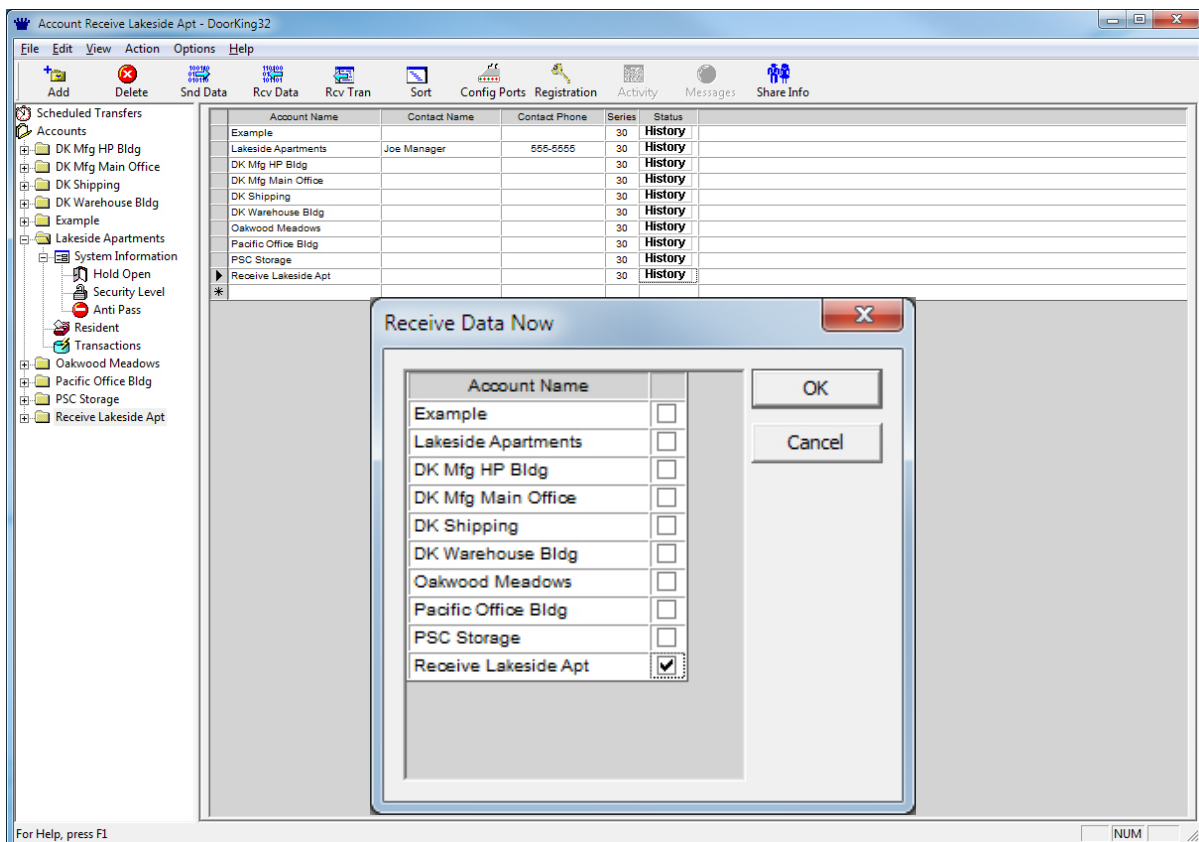 Account Receive Lakeside Apt - DoorKing32
File Edit View Action Options Help
Add Delete Snd Data Rcv Data Rcv Tran Sort Config Ports Registration Activity Messages Share Info
Scheduled Transfers
Accounts
DK Mfg HP Bldg
DK Mfg Main Office
DK Shipping
DK Warehouse Bldg
Example
Lakeside Apartments
System Information
Hold Open
Security Level
Anti Pass
Resident
Transactions
Oakwood Meadows
Pacific Office Bldg
PSC Storage
Receive Lakeside Apt
Account Name Contact Name Contact Phone Series Status
Example 30 History
Lakeside Apartments Joe Manager 555-5555 30 History
DK Mfg HP Bldg 30 History
DK Mfg Main Office 30 History
DK Shipping 30 History
DK Warehouse Bldg 30 History
Oakwood Meadows 30 History
Pacific Office Bldg 30 History
PSC Storage 30 History
Receive Lakeside Apt 30 History
Receive Data Now
Account Name
Example
Lakeside Apartments
DK Mfg HP Bldg
DK Mfg Main Office
DK Shipping
DK Warehouse Bldg
Oakwood Meadows
Pacific Office Bldg
PSC Storage
Receive Lakeside Apt
OK
Cancel
For Help, press F1
NUM